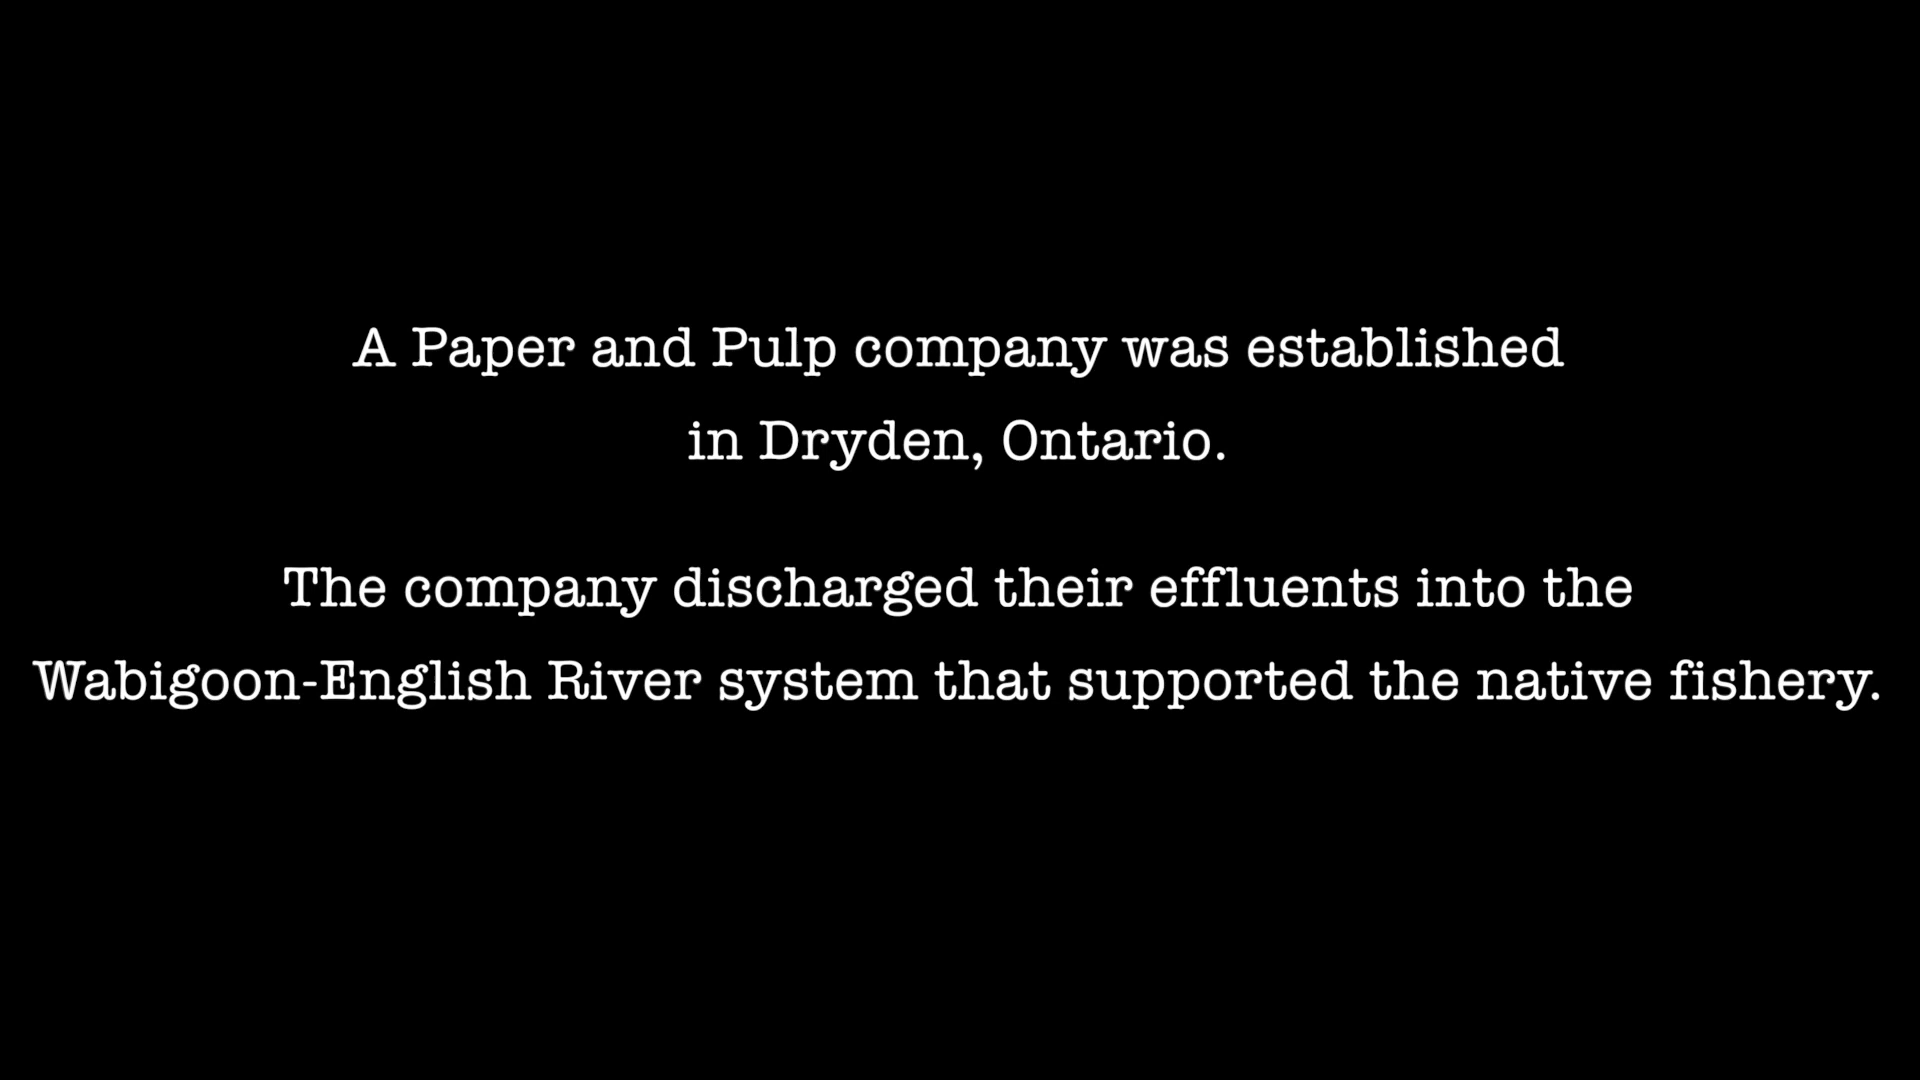 A Paper and Pulp company was established
in Dryden, Ontario.
The company discharged their effluents into the
Wabigoon-English River system that supported the native fishery.